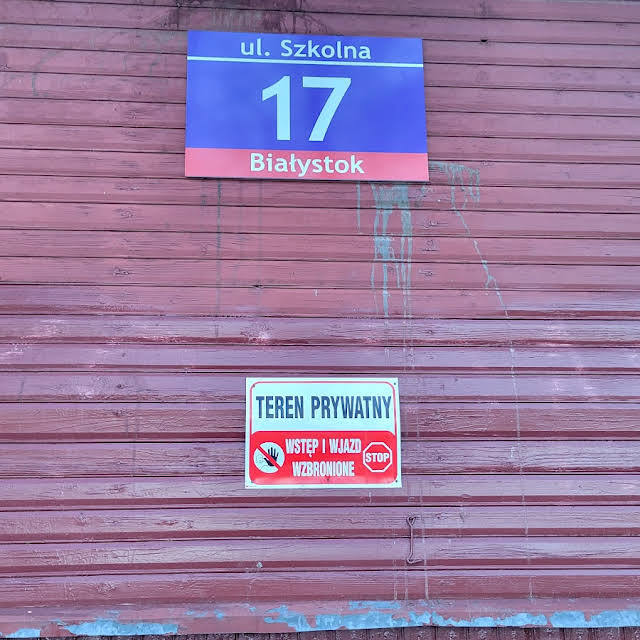 ul. Szkolna
17
Białystok
TEREN PRYWATNY
WSTĘP I WJAZD
WZBRONIONE
STOP